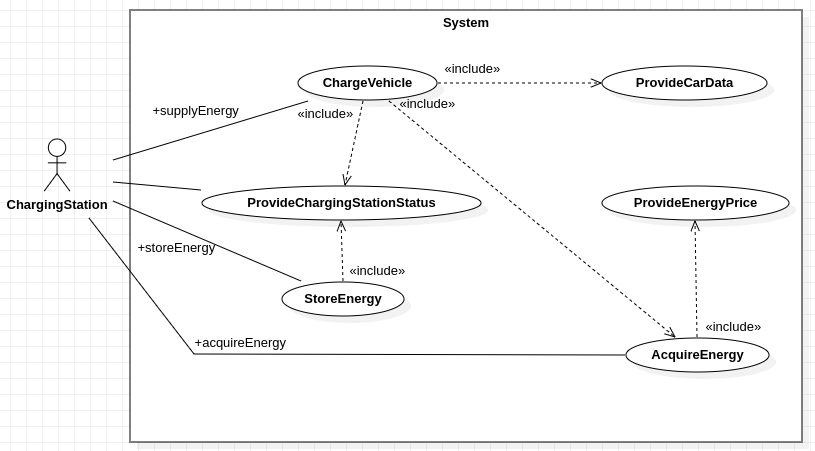 System
ChargeVehicle
«include»
ProvideCarData
+supplyEnergy
«include»
«include»
ChargingStation
ProvideChargingStationStatus
ProvideEnergyPrice
+storeEnergy
«include»
StoreEnergy
«include»
+acquireEnergy
AcquireEnergy